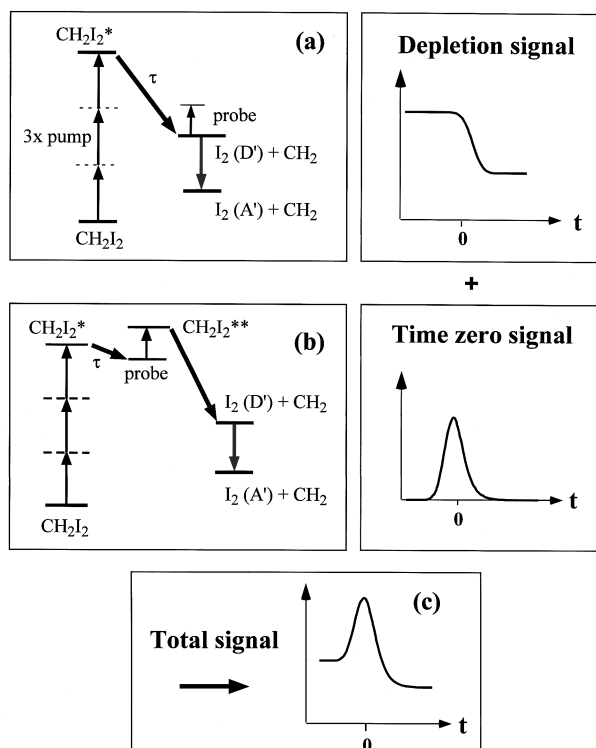 CH2I2*
(a)
τ
probe
3x pump
I2 (D') + CH2
I2 (A') + CH2
CH2I2
Depletion signal
t
0
+
CH2I2*
CH2I2**
(b)
τ
probe
I2 (D') + CH2
I2 (A') + CH2
CH2I2
Time zero signal
t
0
(c)
Total signal
t
0